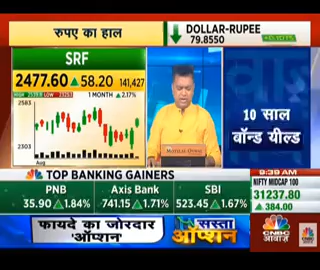 रुपए का हाल
DOLLAR-RUPEE
79.8550
SRF
2477.60 58.20 141,427
1 MONTH 2.17%
2583
2303
Aug
10 साल
बॉन्ड यील्ड
TOP BANKING GAINERS
9:39 AM
PNB
35.90 1.84%
Axis Bank
741.15 1.71%
SBI
523.45 1.67%
NIFTY MIDCAP 100
31237.80
384.00
फायदे का जोरदार
'ऑप्शन'
सस्ता
ऑप्शन
CNBC
आवाज़